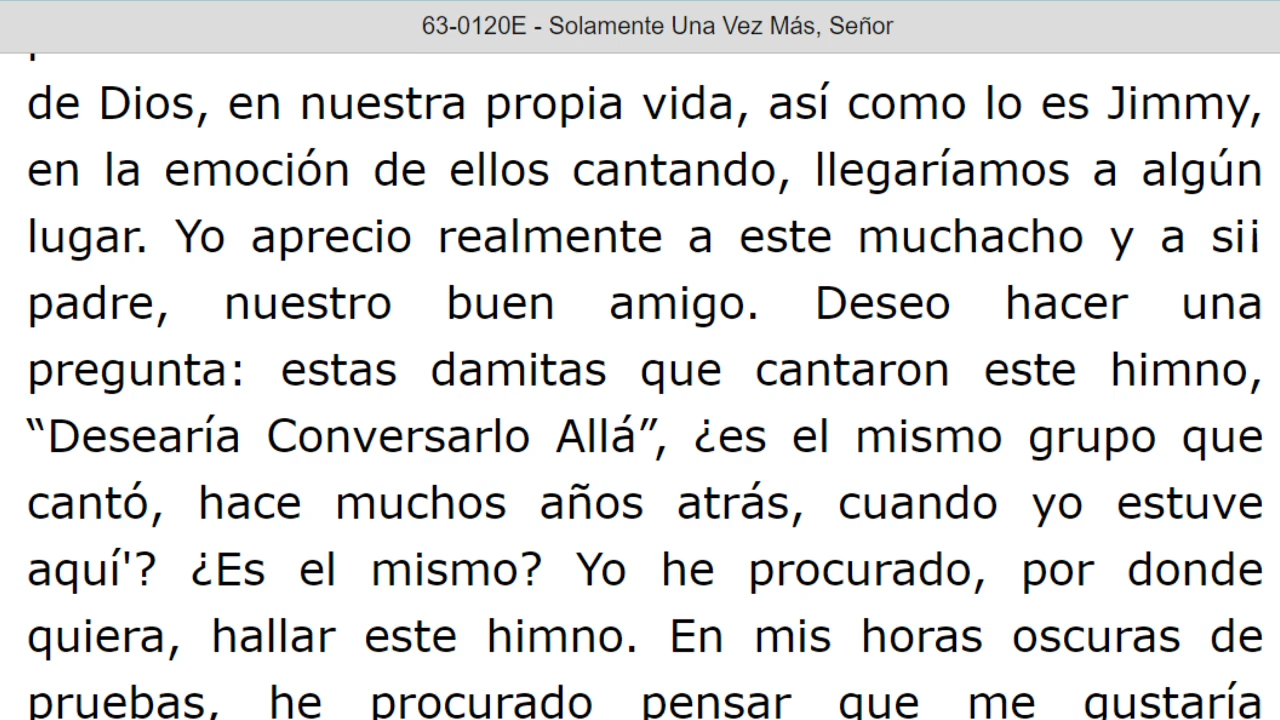 63-0120E - Solamente Una Vez Más, Señor
de Dios, en nuestra propia vida, así como lo es Jimmy,
en la emoción de ellos cantando, llegaríamos a algún
lugar. Yo aprecio realmente a este muchacho y a sii
padre, nuestro buen amigo. Deseo hacer una
pregunta: estas damitas que cantaron este himno,
“Desearía Conversarlo Allá”, ¿es el mismo grupo que
cantó, hace muchos años atrás, cuando yo estuve
aquí'? ¿Es el mismo? Yo he procurado, por donde
quiera, hallar este himno. En mis horas oscuras de
pruebas, he procurado pensar que me gustaría